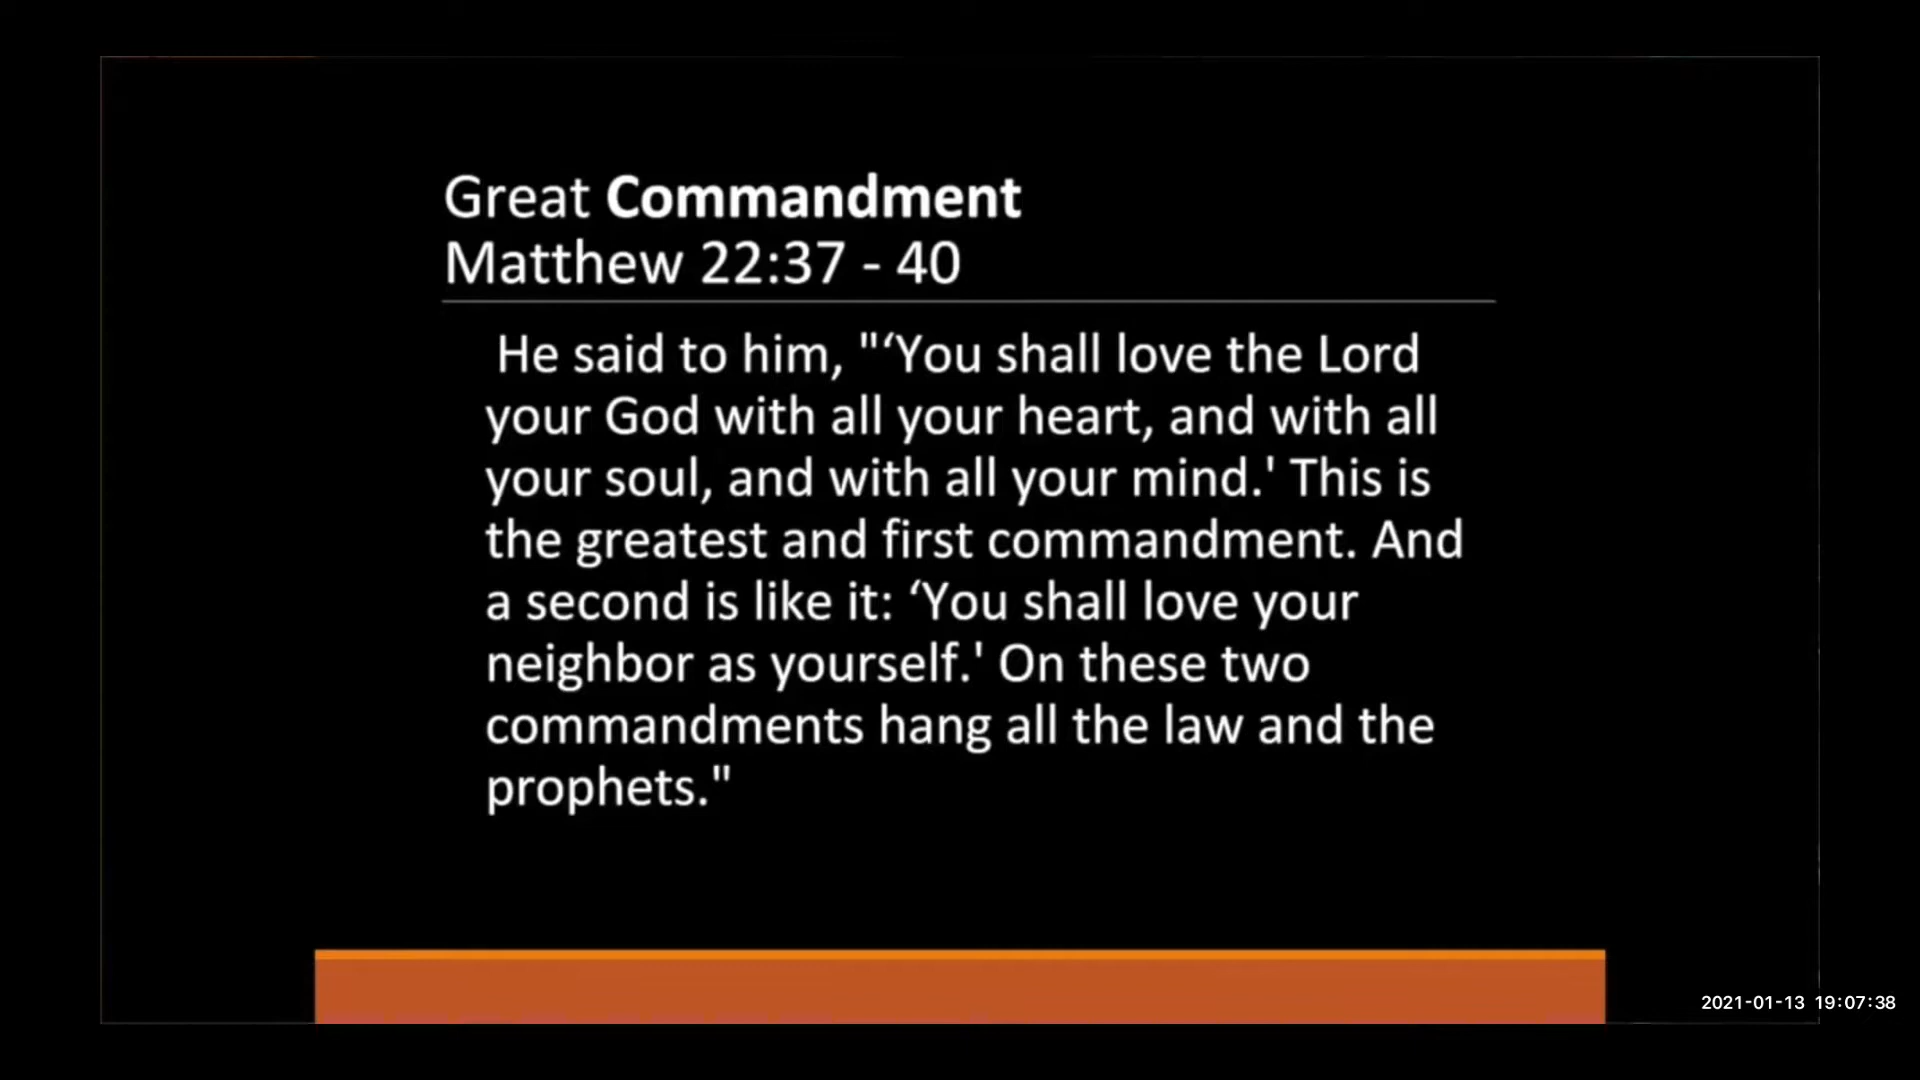 Great Commandment
Matthew 22:37 - 40
He said to him, "‘You shall love the Lord
your God with all your heart, and with all
your soul, and with all your mind.' This is
the greatest and first commandment. And
a second is like it: ‘You shall love your
neighbor as yourself.' On these two
commandments hang all the law and the
prophets."
2021-01-13 19:07:38